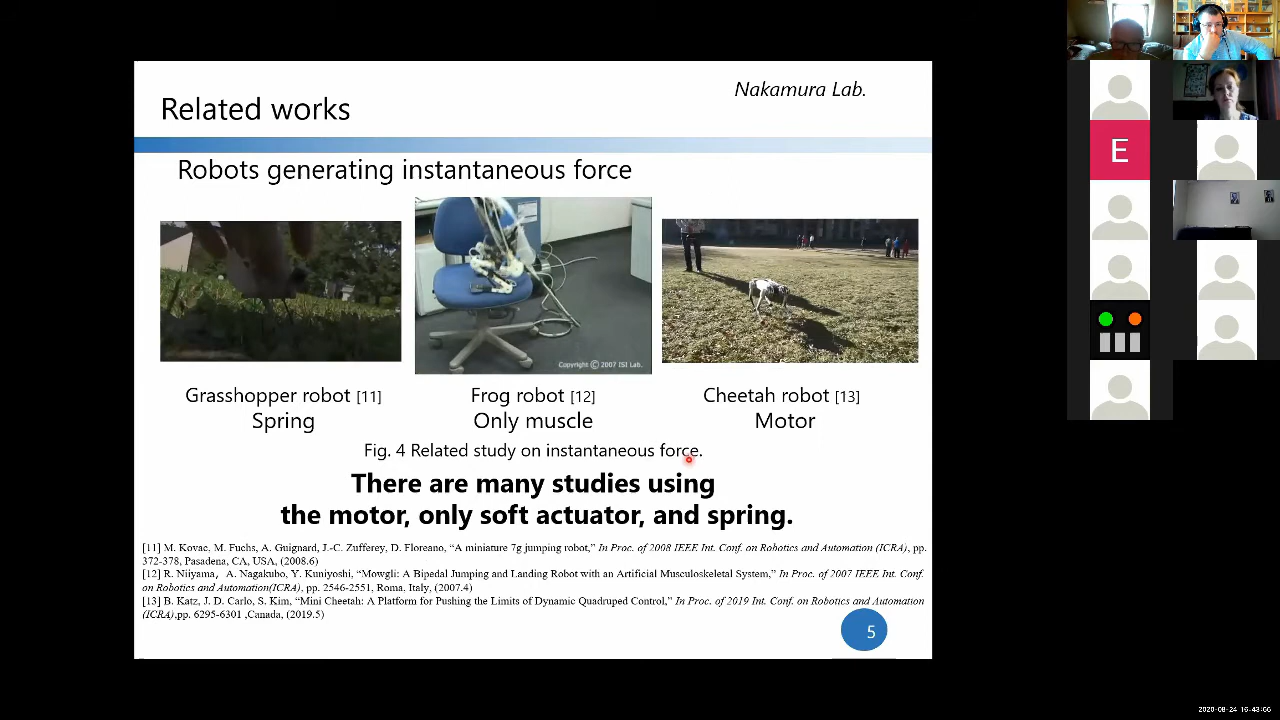 Nakamura Lab.
Related works
Robots generating instantaneous force
Copyright © 2007 ISI Lab.
Grasshopper robot [11]
Spring
Frog robot [12]
Only muscle
Cheetah robot [13]
Motor
Fig. 4 Related study on instantaneous force.
There are many studies using
the motor, only soft actuator, and spring.
[11] M. Kovac, M. Fuchs, A. Guignard, J.-C. Zufferey, D. Floreano, “A miniature 7g jumping robot,” In Proc. of 2008 IEEE Int. Conf. on Robotics and Automation (ICRA), pp.
372-378, Pasadena, CA, USA, (2008.6)
[12] R. Niiyama, A. Nagakubo, Y. Kuniyoshi, “Mowgli: A Bipedal Jumping and Landing Robot with an Artificial Musculoskeletal System,” In Proc. of 2007 IEEE Int. Conf.
on Robotics and Automation(ICRA), pp. 2546-2551, Roma, Italy, (2007.4)
[13] B. Katz, J. D. Carlo, S. Kim, “Mini Cheetah: A Platform for Pushing the Limits of Dynamic Quadruped Control,” In Proc. of 2019 Int. Conf. on Robotics and Automation
(ICRA),pp. 6295-6301 ,Canada, (2019.5)
5
E
2020-08-24 16:43:66